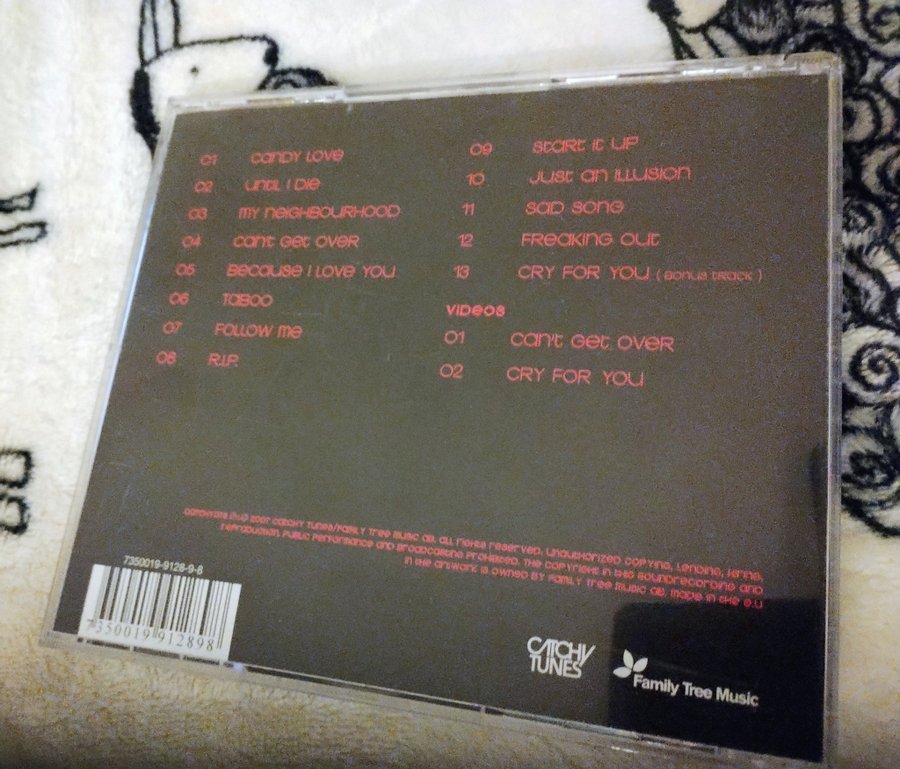 01 Candy Love
02 Until I Die
03 My Neighbourhood
04 Can't Get Over
05 Because I Love You
06 Taboo
07 Follow Me
08 R.I.P.
09 Start It Up
10 Just An Illusion
11 Sad Song
12 Freaking Out
13 Cry For You (Bonus Track)
Videos
01 Can't Get Over
02 Cry For You
2007 Catchy Tunes/Family Tree Music AB. All rights reserved. Unauthorized copying, lending, hiring,
reproduction, public performance and broadcasting prohibited. The copyright in this soundrecording and
in the artwork is owned by Family Tree Music AB. Made in the E.U
7350019-9128-9-8
7350019 912898
CATCHY
TUNES
Family Tree Music